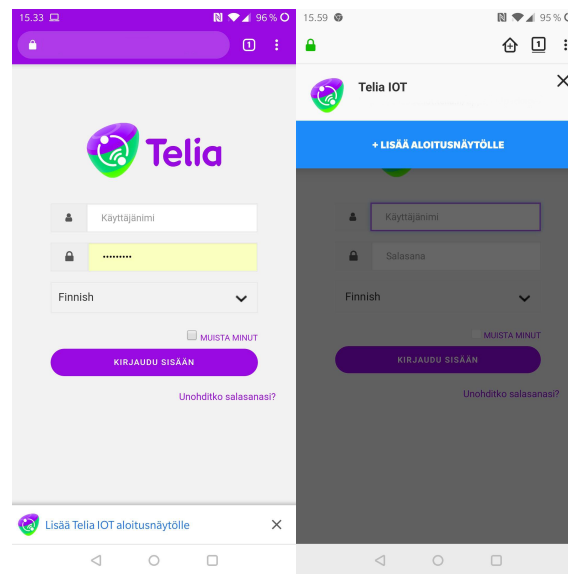 15.33
96 %
1
Telia
Käyttäjänimi
•••••••••
Finnish
MUISTA MINUT
KIRJAUDU SISÄÄN
Unohditko salasanasi?
Lisää Telia IOT aloitusnäytölle
15.59
95 %
1
Telia IOT
+ LISÄÄ ALOITUSNÄYTÖLLE
Käyttäjänimi
Salasana
Finnish
MUISTA MINUT
KIRJAUDU SISÄÄN
Unohditko salasanasi?